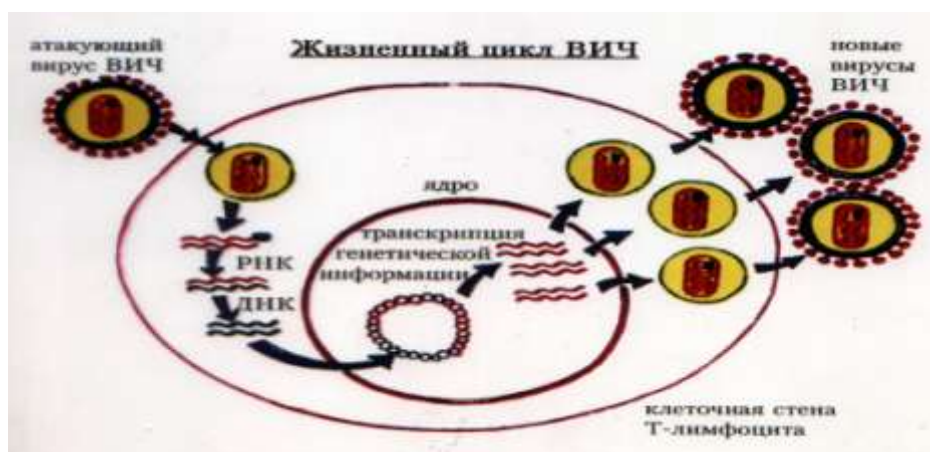 атакующий
вирус ВИЧ
Жизненный цикл ВИЧ
новые
вирусы
ВИЧ
ядро
транскрипция
генетической
информации
РНК
ДНК
клеточная стена
Т-лимфоцита